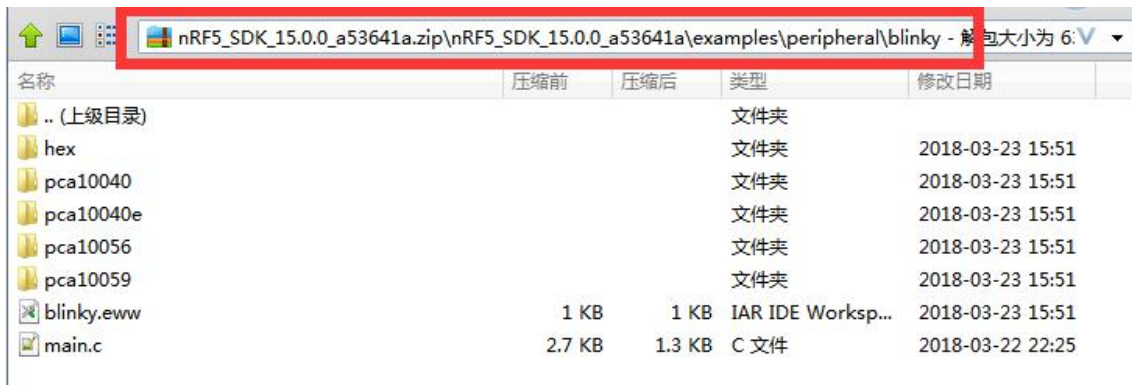 nRF5_SDK_15.0.0_a53641a.zip\nRF5_SDK_15.0.0_a53641a\examples\peripheral\blinky - 解包大小为 6
名称 压缩前 压缩后 类型 修改日期
.. (上级目录) 文件夹
hex 文件夹 2018-03-23 15:51
pca10040 文件夹 2018-03-23 15:51
pca10040e 文件夹 2018-03-23 15:51
pca10056 文件夹 2018-03-23 15:51
pca10059 文件夹 2018-03-23 15:51
blinky.eww 1 KB 1 KB IAR IDE Worksp... 2018-03-23 15:51
main.c 2.7 KB 1.3 KB C 文件 2018-03-22 22:25